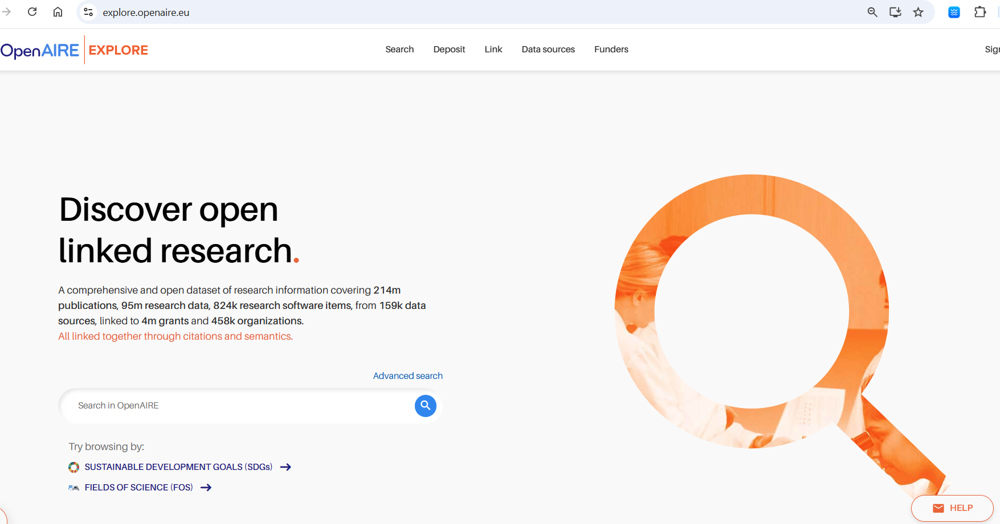 explore.openaire.eu
OpenAIRE EXPLORE
Search Deposit Link Data sources Funders
Discover open
linked research.
A comprehensive and open dataset of research information covering 214m
publications, 95m research data, 824k research software items, from 159k data
sources, linked to 4m grants and 458k organizations.
All linked together through citations and semantics.
Advanced search
Search in OpenAIRE
Try browsing by:
SUSTAINABLE DEVELOPMENT GOALS (SDGs)
FIELDS OF SCIENCE (FOS)
HELP